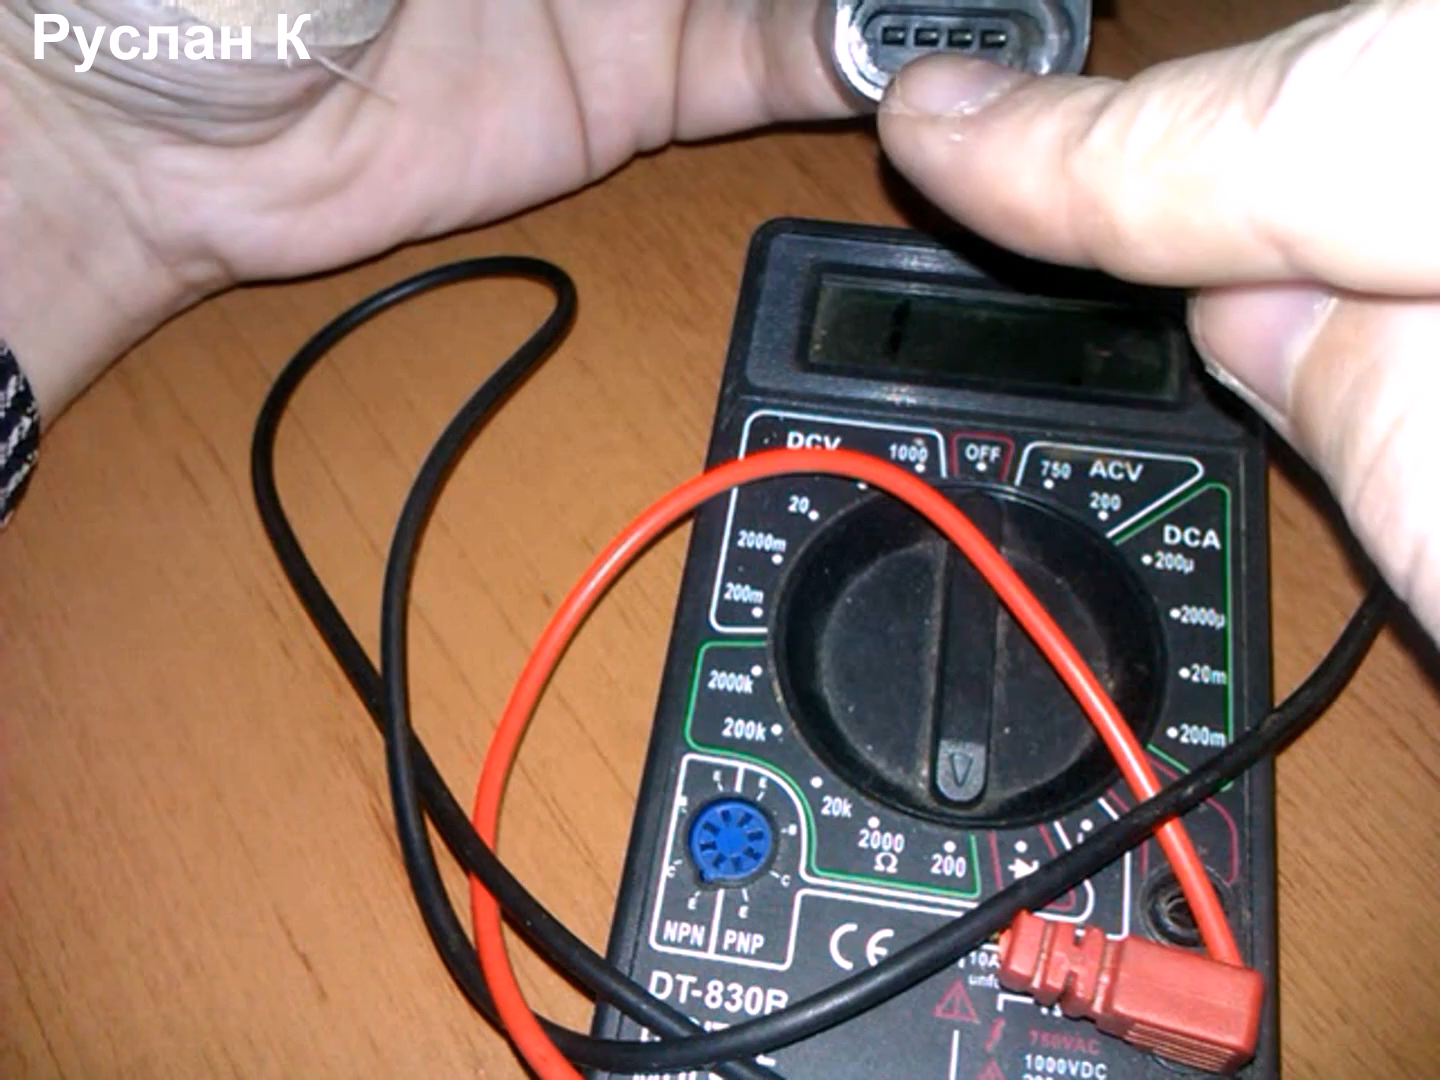 Руслан К
DCV
1000
OFF
750
ACV
200
DCA
20
2000m
200m
200µ
2000µ
20m
200m
2000k
200k
20k
2000
Ω
200
E
E
B
C
C
E
E
NPN
PNP
CE
10A
DT-830B
750VAC
1000VDC